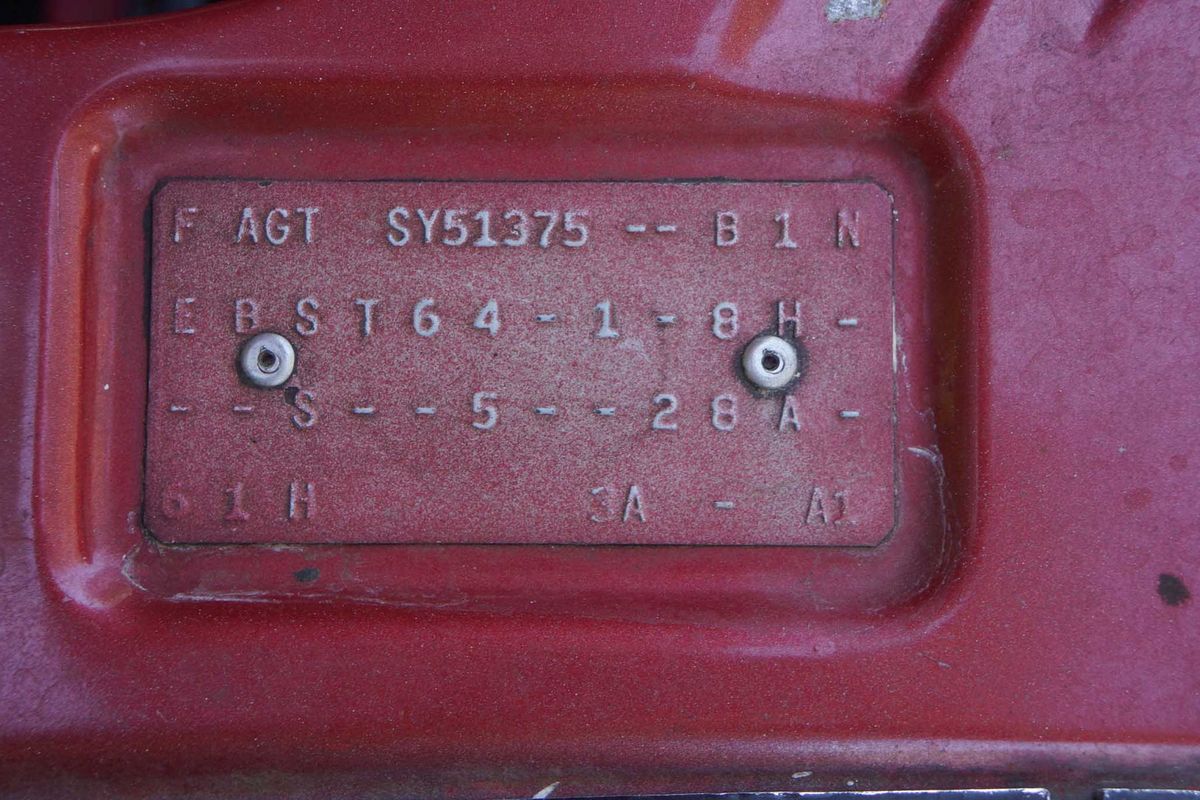 F AGT SY51375 -- B 1 N
E B S T 6 4 - 1 - 8 H -
- - S - - 5 - - 2 8 A -
6 1 H 3A - A1